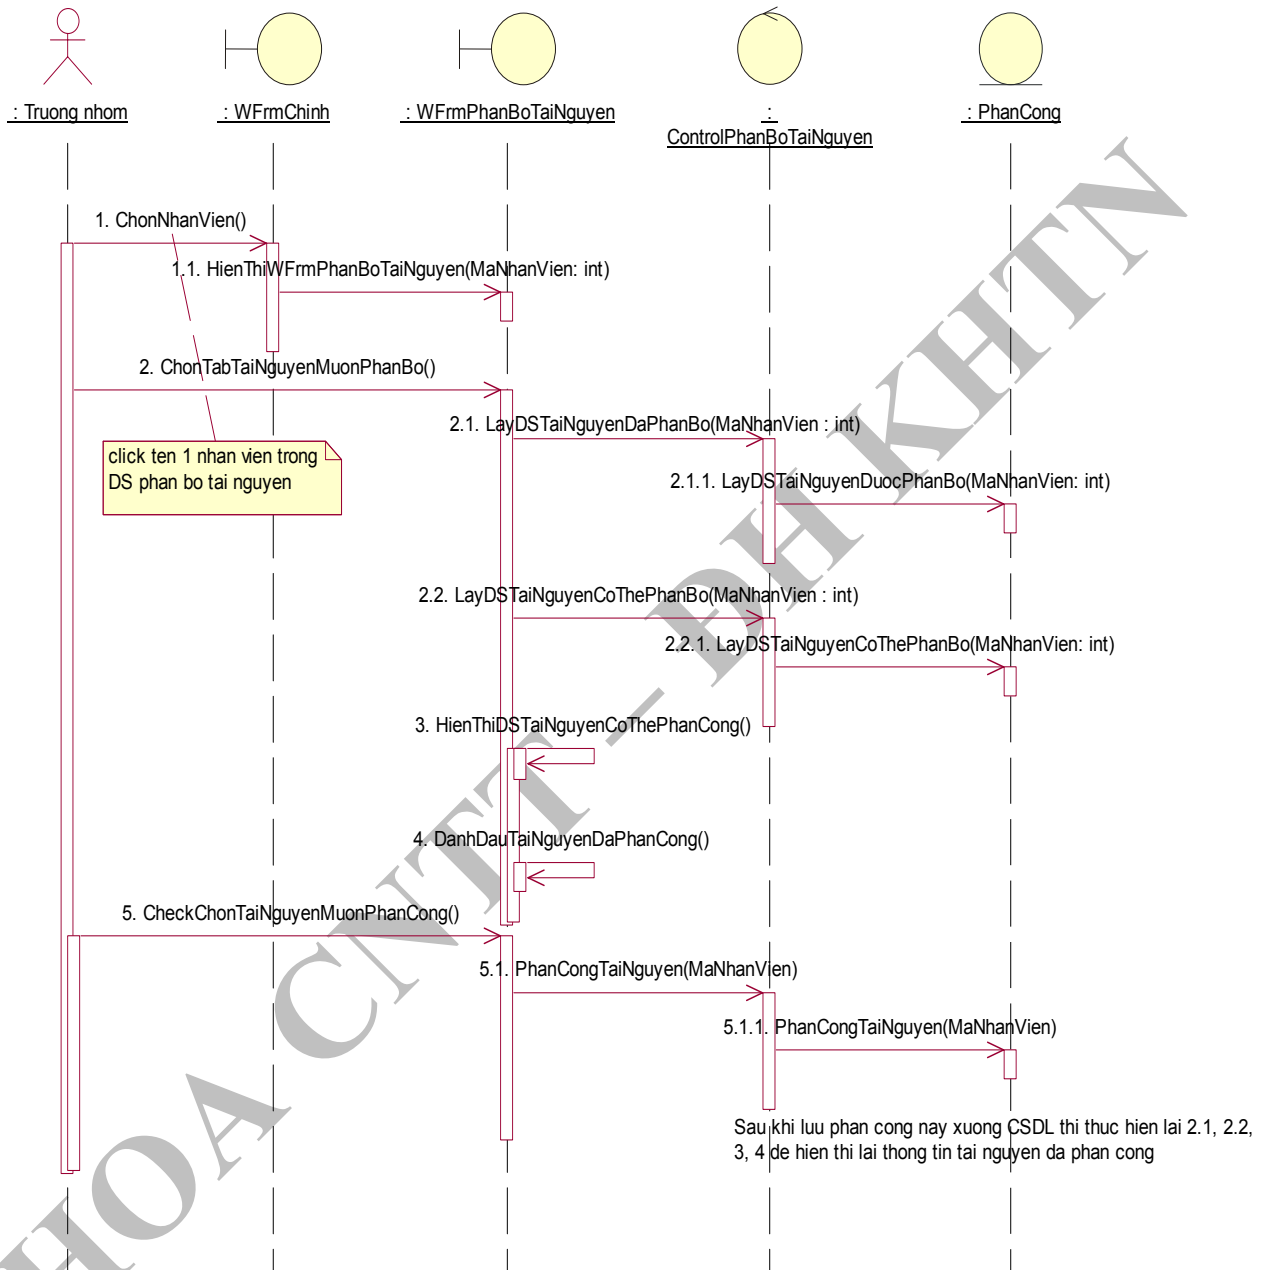 : Truong nhom
: WFrmChinh
: WFrmPhanBoTaiNguyen
:
ControlPhanBoTaiNguyen
: PhanCong
1. ChonNhanVien()
1.1. HienThiWFrmPhanBoTaiNguyen(MaNhanVien: int)
2. ChonTabTaiNguyenMuonPhanBo()
2.1. LayDSTaiNguyenDaPhanBo(MaNhanVien : int)
click ten 1 nhan vien trong
DS phan bo tai nguyen
2.1.1. LayDSTaiNguyenDuocPhanBo(MaNhanVien: int)
2.2. LayDSTaiNguyenCoThePhanBo(MaNhanVien : int)
2.2.1. LayDSTaiNguyenCoThePhanBo(MaNhanVien: int)
3. HienThiDSTaiNguyenCoThePhanCong()
4. DanhDauTaiNguyenDaPhanCong()
5. CheckChonTaiNguyenMuonPhanCong()
5.1. PhanCongTaiNguyen(MaNhanVien)
5.1.1. PhanCongTaiNguyen(MaNhanVien)
Sau khi luu phan cong nay xuong CSDL thi thuc hien lai 2.1, 2.2,
3, 4 de hien thi lai thong tin tai nguyen da phan cong
HOA CNTT – ĐH KHTN